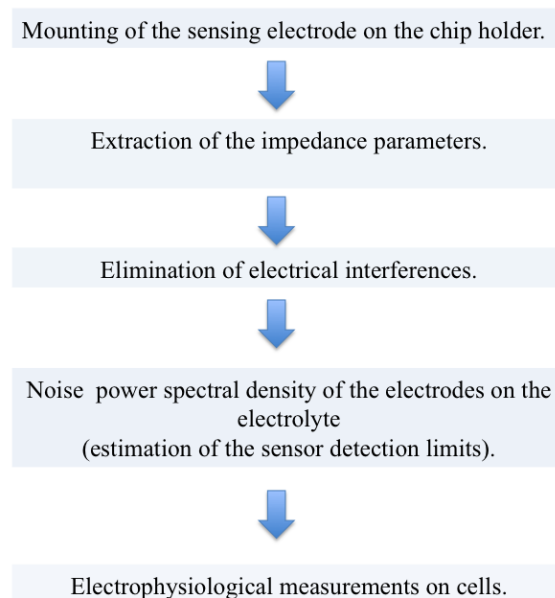 Mounting of the sensing electrode on the chip holder.
Extraction of the impedance parameters.
Elimination of electrical interferences.
Noise power spectral density of the electrodes on the
electrolyte
(estimation of the sensor detection limits).
Electrophysiological measurements on cells.